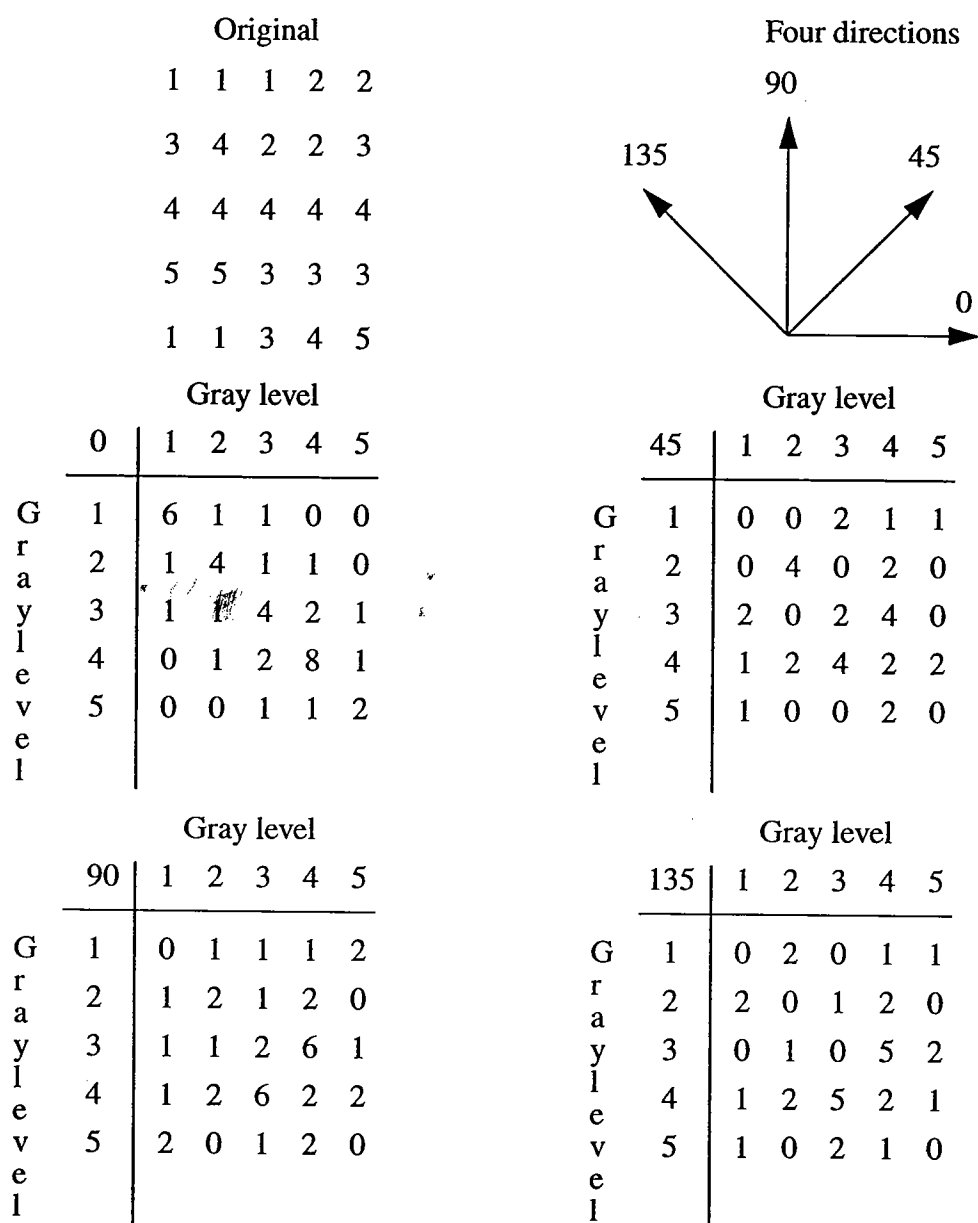 Original
1 1 1 2 2
3 4 2 2 3
4 4 4 4 4
5 5 3 3 3
1 1 3 4 5
Four directions
90
135
45
0
Gray level
0 1 2 3 4 5
Gray level
1 6 1 1 0 0
2 1 4 1 1 0
3 1 1 4 2 1
4 0 1 2 8 1
5 0 0 1 1 2
Gray level
45 1 2 3 4 5
Gray level
1 0 0 2 1 1
2 0 4 0 2 0
3 2 0 2 4 0
4 1 2 4 2 2
5 1 0 0 2 0
Gray level
90 1 2 3 4 5
Gray level
1 0 1 1 1 2
2 1 2 1 2 0
3 1 1 2 6 1
4 1 2 6 2 2
5 2 0 1 2 0
Gray level
135 1 2 3 4 5
Gray level
1 0 2 0 1 1
2 2 0 1 2 0
3 0 1 0 5 2
4 1 2 5 2 1
5 1 0 2 1 0